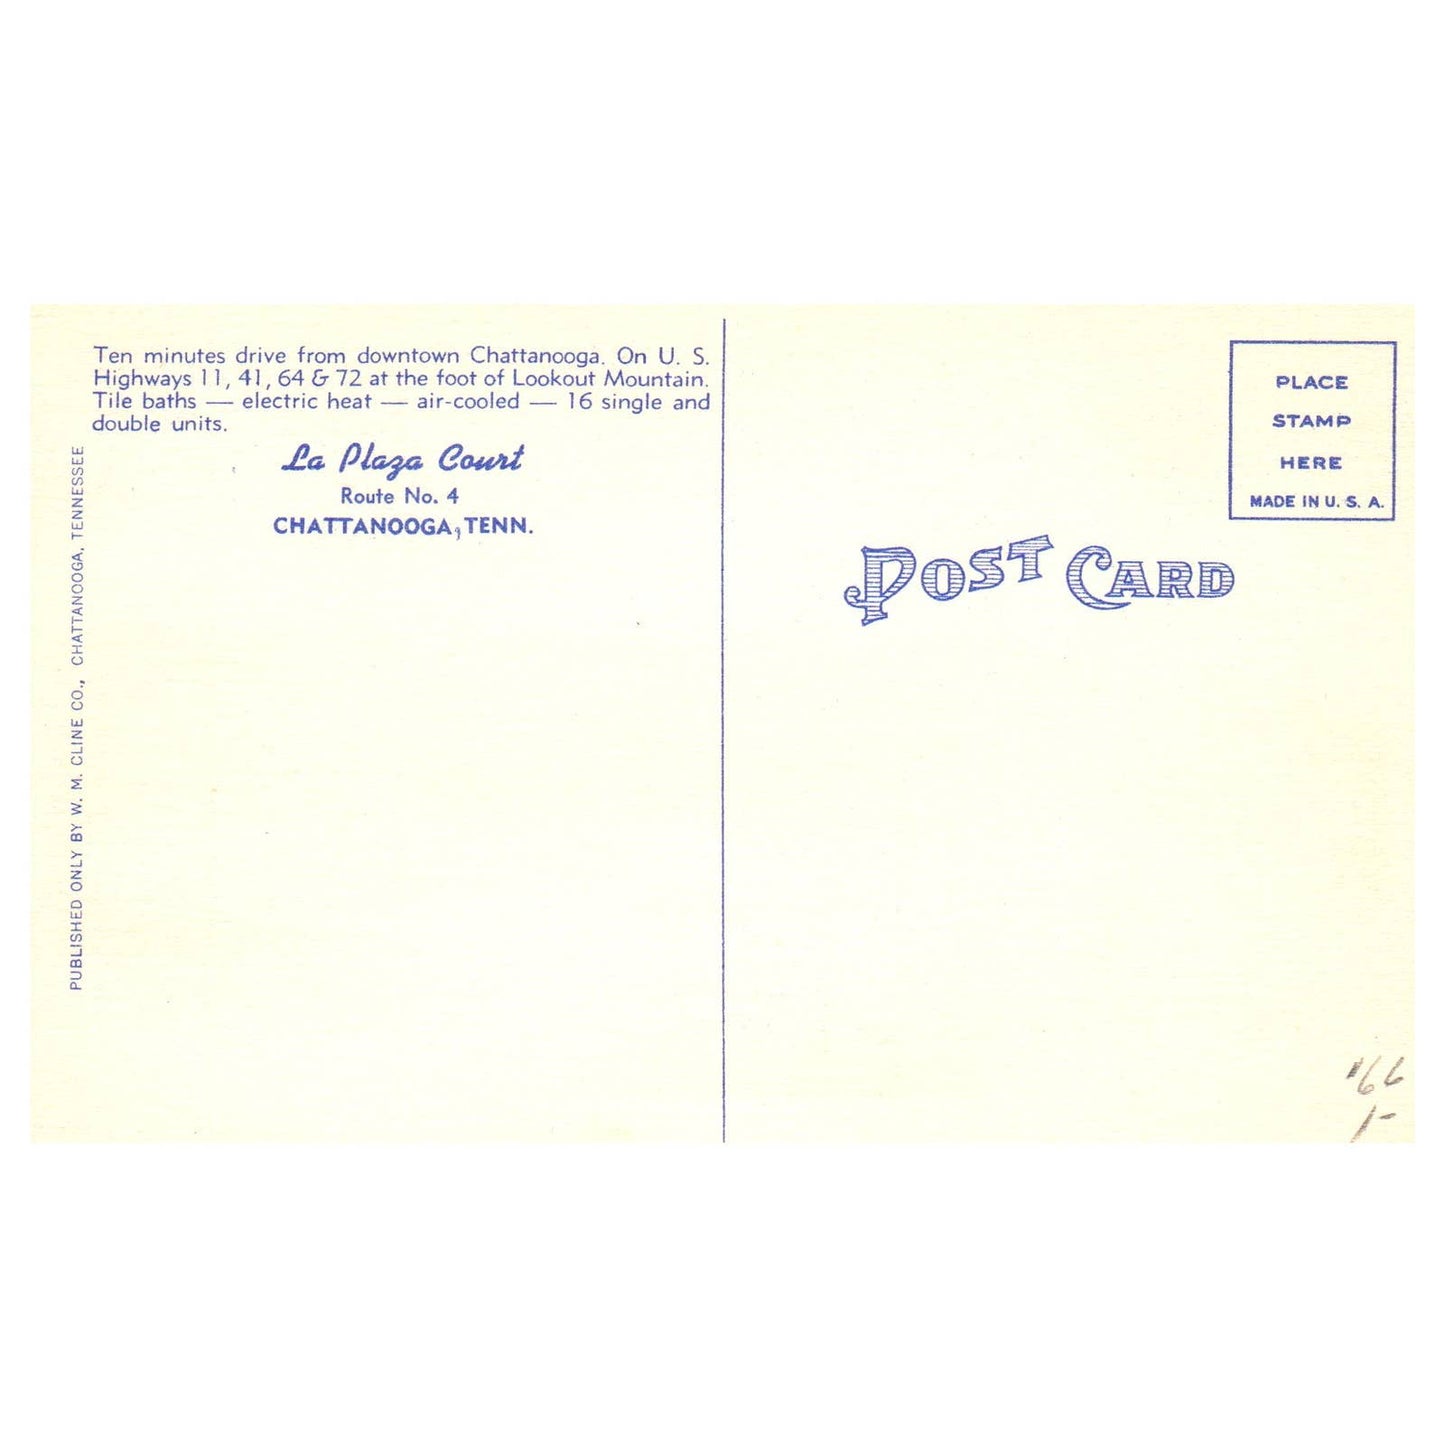 Ten minutes drive from downtown Chattanooga. On U. S.
Highways 11, 41, 64 & 72 at the foot of Lookout Mountain.
Tile baths — electric heat — air-cooled — 16 single and
double units.
La Plaza Court
Route No. 4
CHATTANOOGA, TENN.
PUBLISHED ONLY BY W. M. CLINE CO., CHATTANOOGA, TENNESSEE
PLACE
STAMP
HERE
MADE IN U. S. A.
POST CARD